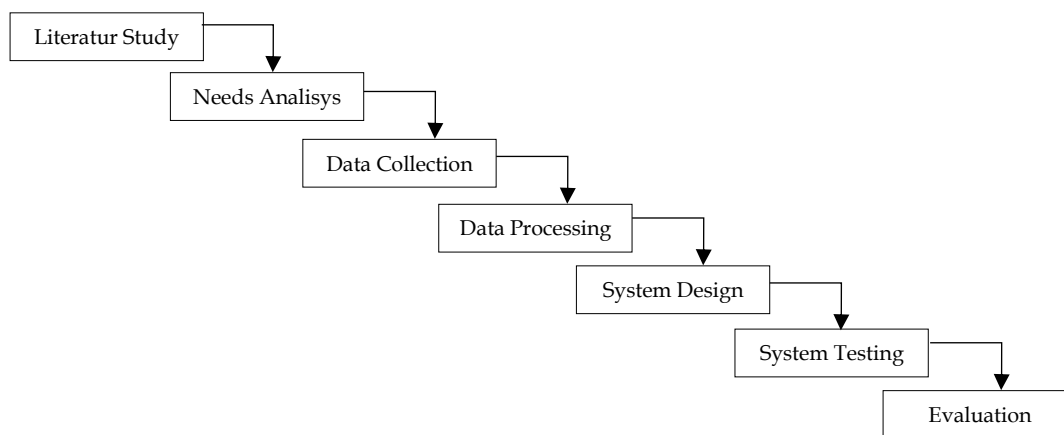 Literatur Study
Needs Analisys
Data Collection
Data Processing
System Design
System Testing
Evaluation